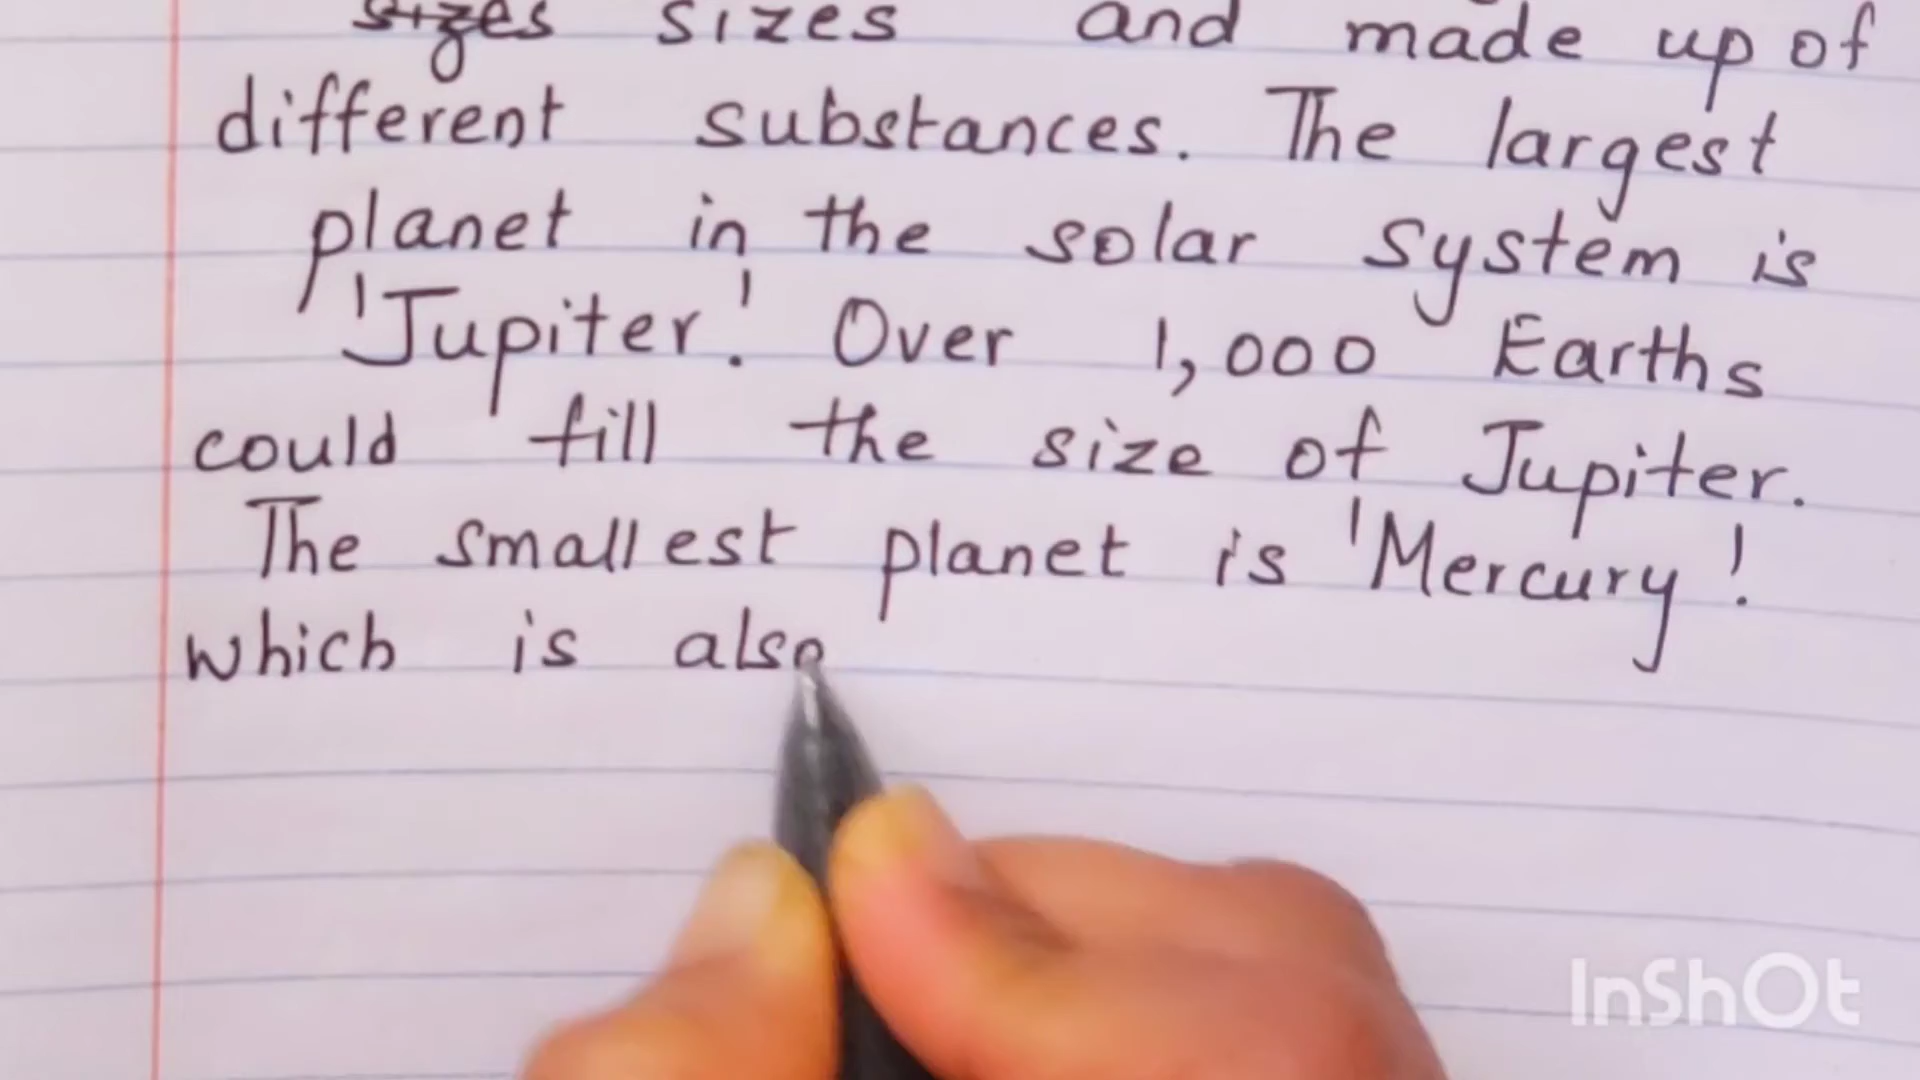 sizes sizes and made up of
different substances. The largest
planet in the solar system is
'Jupiter.' Over 1,000 Earths
could fill the size of Jupiter.
The smallest planet is 'Mercury'.
which is also
InShOt